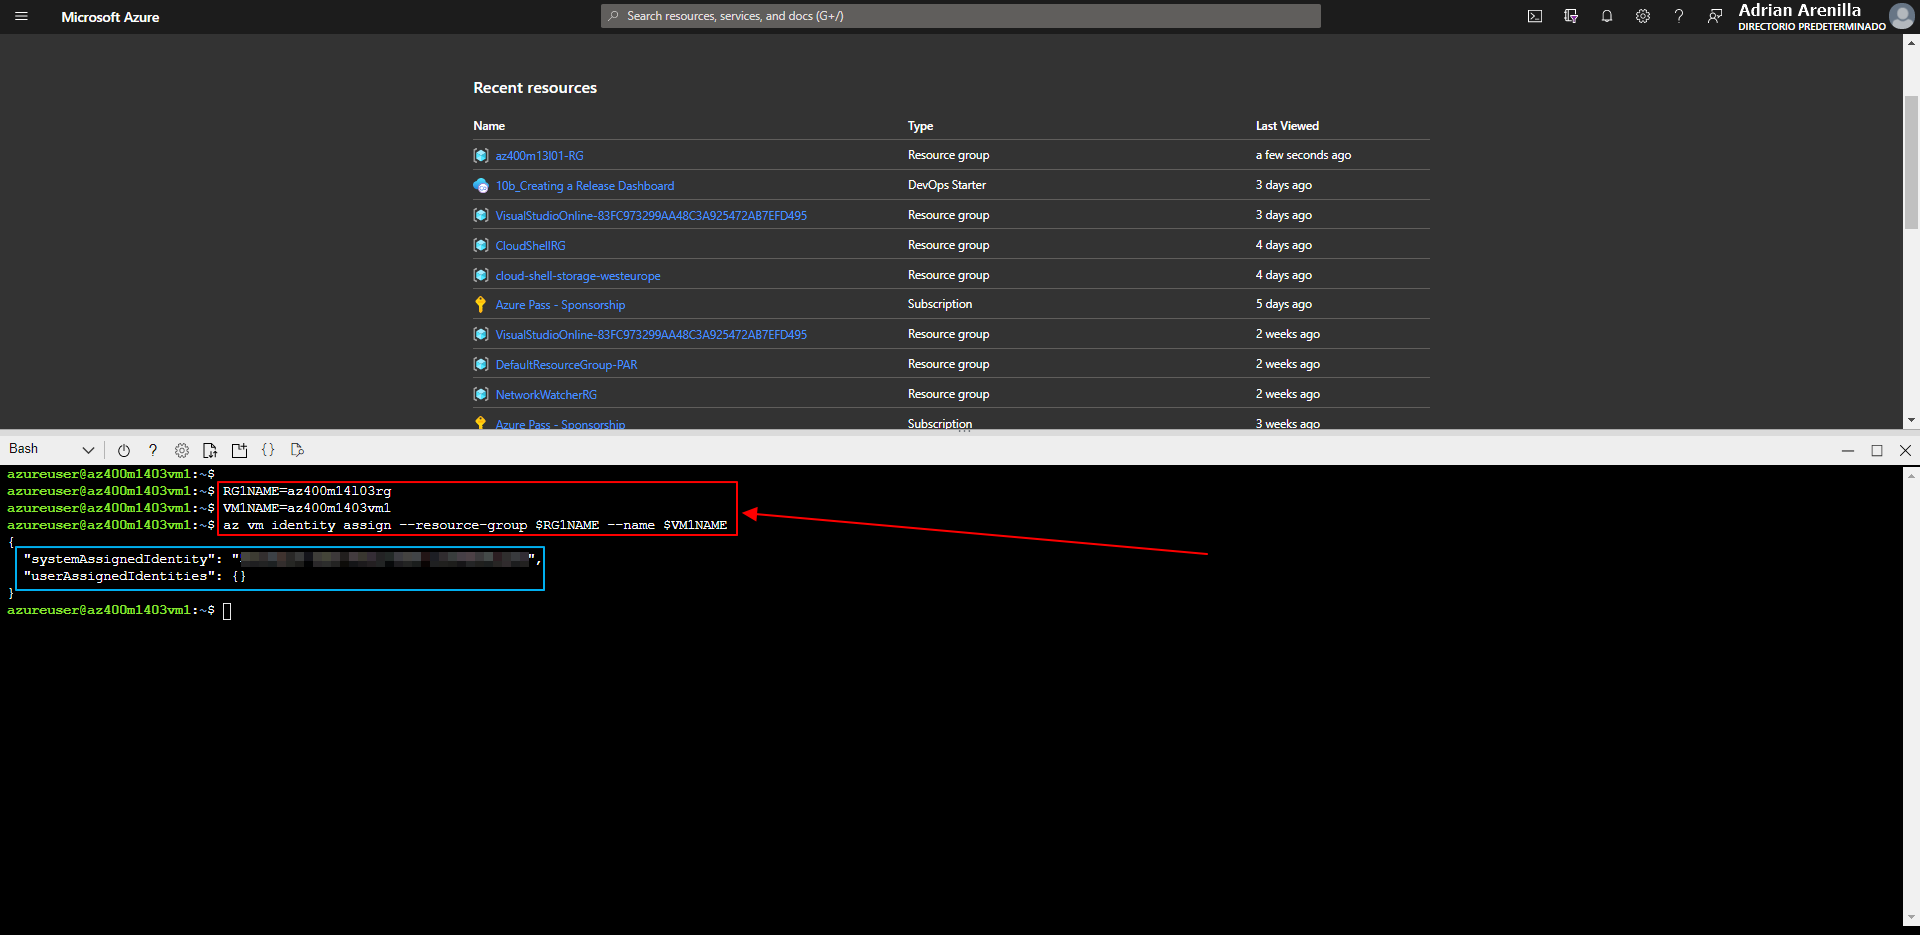 Microsoft Azure
Search resources, services, and docs (G+/)
Adrian Arenilla
DIRECTORIO PREDETERMINADO
Recent resources
Name Type Last Viewed
az400m13l01-RG Resource group a few seconds ago
10b_Creating a Release Dashboard DevOps Starter 3 days ago
VisualStudioOnline-83FC973299AA48C3A925472AB7EFD495 Resource group 3 days ago
CloudShellRG Resource group 4 days ago
cloud-shell-storage-westeurope Resource group 4 days ago
Azure Pass - Sponsorship Subscription 5 days ago
VisualStudioOnline-83FC973299AA48C3A925472AB7EFD495 Resource group 2 weeks ago
DefaultResourceGroup-PAR Resource group 2 weeks ago
NetworkWatcherRG Resource group 2 weeks ago
Azure Pass - Sponsorship Subscription 3 weeks ago
Bash
azureuser@az400m1403vm1:~$
azureuser@az400m1403vm1:~$ RG1NAME=az400m14l03rg
azureuser@az400m1403vm1:~$ VM1NAME=az400m1403vm1
azureuser@az400m1403vm1:~$ az vm identity assign --resource-group $RG1NAME --name $VM1NAME
{
"systemAssignedIdentity": "",
"userAssignedIdentities": {}
}
azureuser@az400m1403vm1:~$